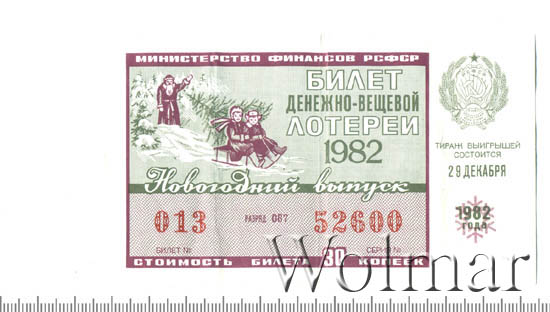 МИНИСТЕРСТВО ФИНАНСОВ РСФСР
БИЛЕТ
ДЕНЕЖНО-ВЕЩЕВОЙ
ЛОТЕРЕИ
1982
Новогодний выпуск
013 РАЗРЯД 087 52600
БИЛЕТ № СЕРИЯ №
СТОИМОСТЬ БИЛЕТА 30 КОПЕЕК
ТИРАЖ ВЫИГРЫШЕЙ
СОСТОИТСЯ
29 ДЕКАБРЯ
1982
ГОДА
Wolmar